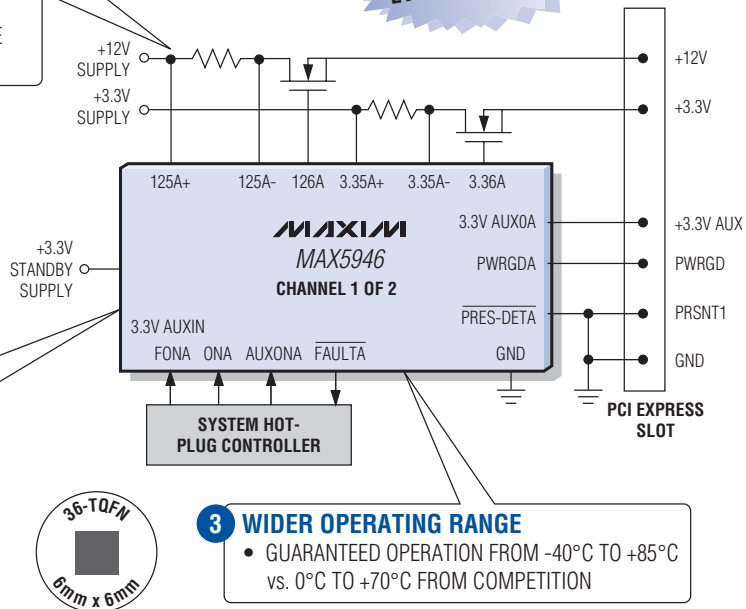 +12V
SUPPLY
+3.3V
SUPPLY
+12V
+3.3V
125A+ 125A- 126A 3.35A+ 3.35A- 3.36A
MAXIM
MAX5946
CHANNEL 1 OF 2
3.3V AUX0A
PWRGDA
PRES-DETA
GND
+3.3V
STANDBY
SUPPLY
3.3V AUXIN
FONA ONA AUXONA FAULTA
+3.3V AUX
PWRGD
PRSNT1
GND
SYSTEM HOT-
PLUG CONTROLLER
PCI EXPRESS
SLOT
36-TQFN
6mm x 6mm
3 WIDER OPERATING RANGE
• GUARANTEED OPERATION FROM -40°C TO +85°C
vs. 0°C TO +70°C FROM COMPETITION